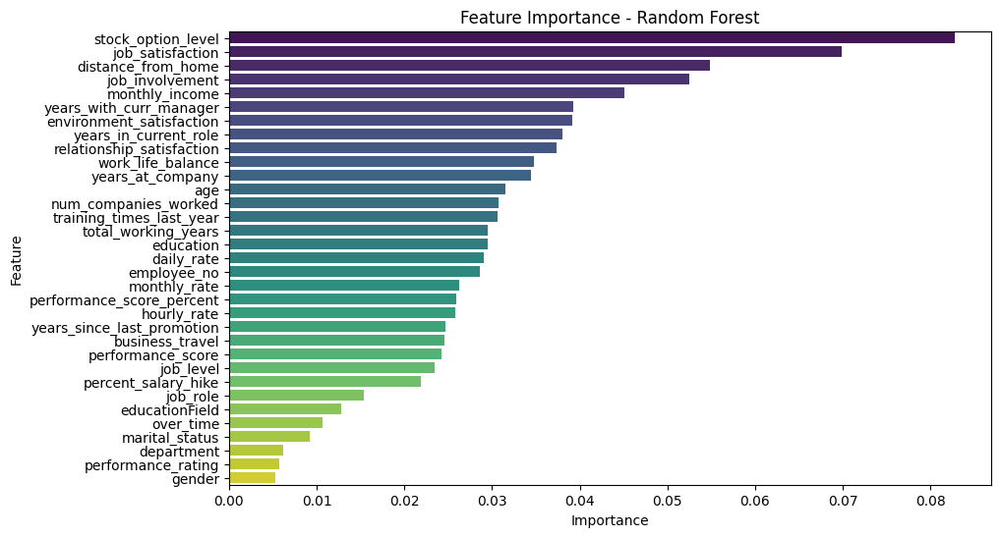 Feature Importance - Random Forest
Feature
stock_option_level
job_satisfaction
distance_from_home
job_involvement
monthly_income
years_with_curr_manager
environment_satisfaction
years_in_current_role
relationship_satisfaction
work_life_balance
years_at_company
age
num_companies_worked
training_times_last_year
total_working_years
education
daily_rate
employee_no
monthly_rate
performance_score_percent
hourly_rate
years_since_last_promotion
business_travel
performance_score
job_level
percent_salary_hike
job_role
educationField
over_time
marital_status
department
performance_rating
gender
0.00 0.01 0.02 0.03 0.04 0.05 0.06 0.07 0.08
Importance